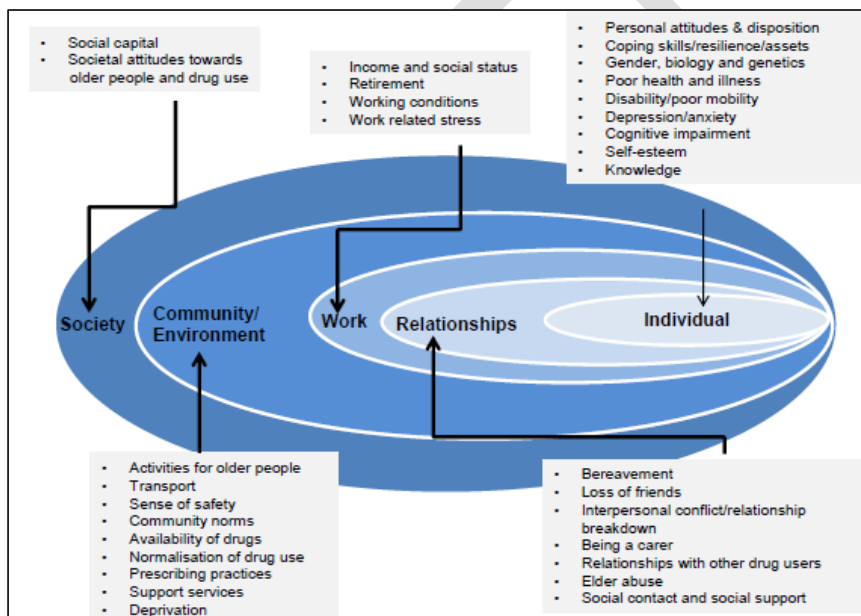 • Social capital
• Societal attitudes towards
older people and drug use
• Income and social status
• Retirement
• Working conditions
• Work related stress
• Personal attitudes & disposition
• Coping skills/resilience/assets
• Gender, biology and genetics
• Poor health and illness
• Disability/poor mobility
• Depression/anxiety
• Cognitive impairment
• Self-esteem
• Knowledge
Society
Community/
Environment
Work
Relationships
Individual
• Activities for older people
• Transport
• Sense of safety
• Community norms
• Availability of drugs
• Normalisation of drug use
• Prescribing practices
• Support services
• Deprivation
• Bereavement
• Loss of friends
• Interpersonal conflict/relationship
breakdown
• Being a carer
• Relationships with other drug users
• Elder abuse
• Social contact and social support